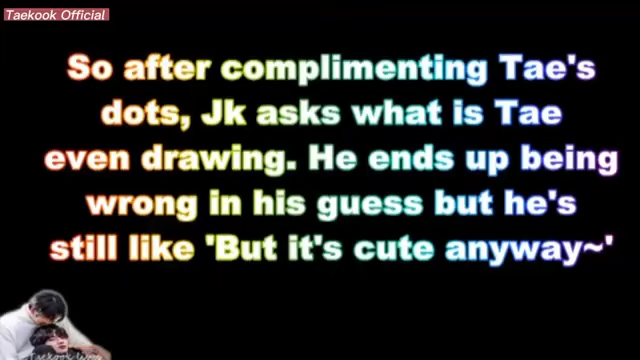 Taekook Official
So after complimenting Tae's
dots, Jk asks what is Tae
even drawing. He ends up being
wrong in his guess but he's
still like 'But it's cute anyway~'